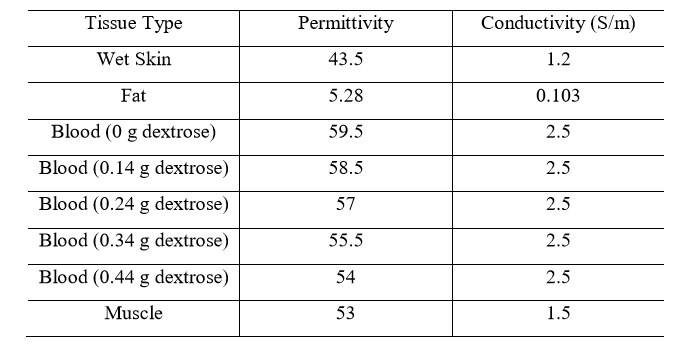 Tissue Type Permittivity Conductivity (S/m)
Wet Skin 43.5 1.2
Fat 5.28 0.103
Blood (0 g dextrose) 59.5 2.5
Blood (0.14 g dextrose) 58.5 2.5
Blood (0.24 g dextrose) 57 2.5
Blood (0.34 g dextrose) 55.5 2.5
Blood (0.44 g dextrose) 54 2.5
Muscle 53 1.5